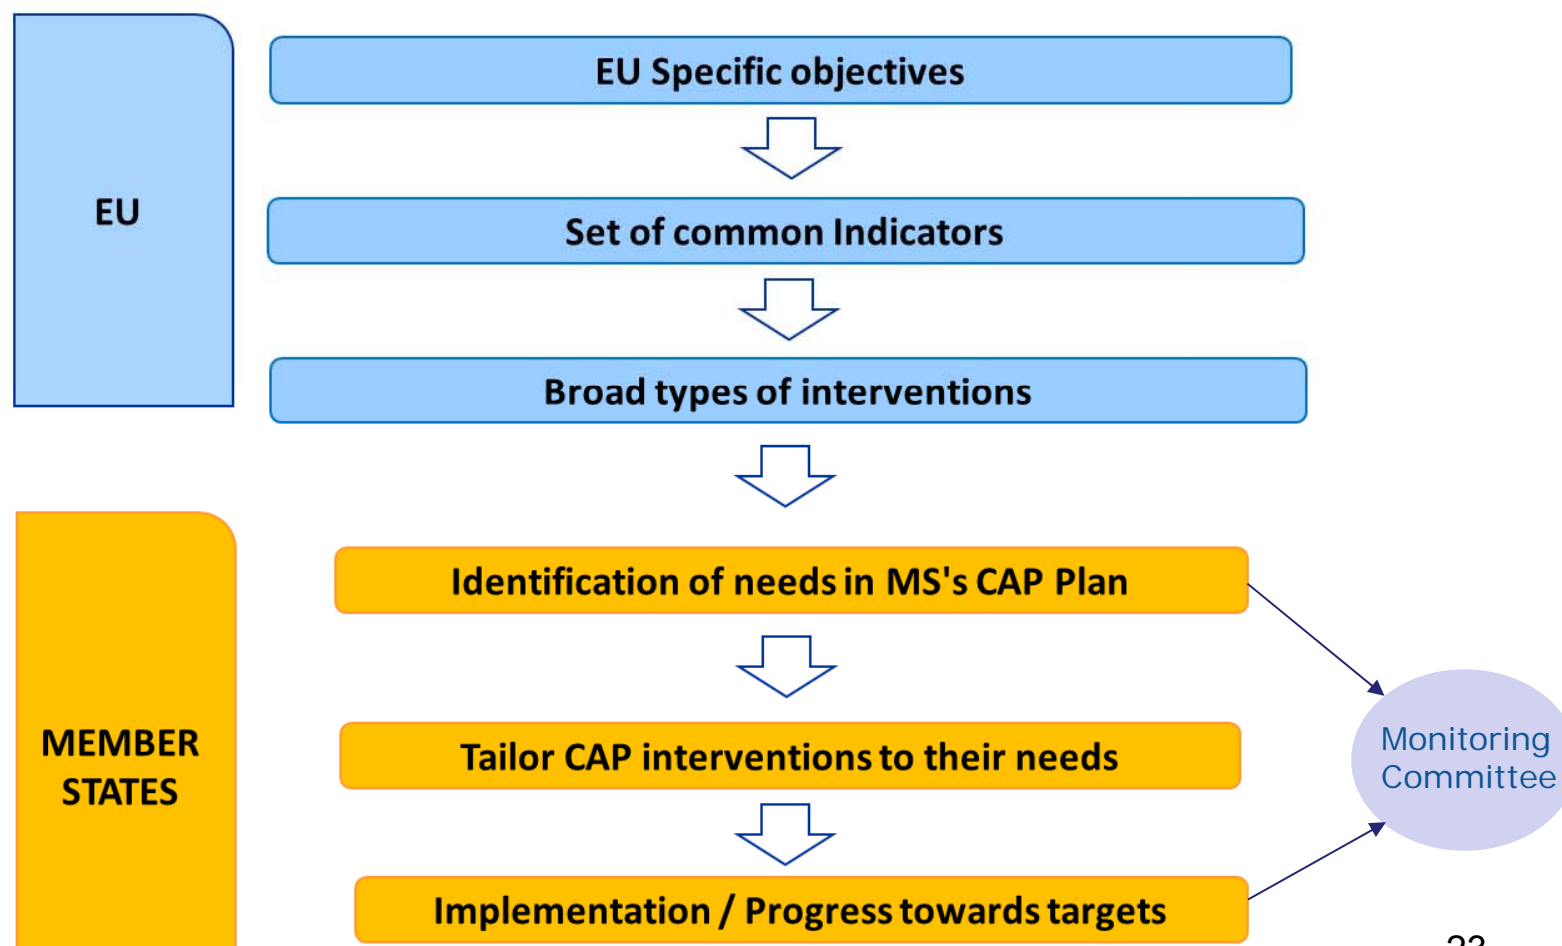 EU
EU Specific objectives
Set of common Indicators
Broad types of interventions
MEMBER
STATES
Identification of needs in MS's CAP Plan
Tailor CAP interventions to their needs
Implementation / Progress towards targets
Monitoring
Committee
23